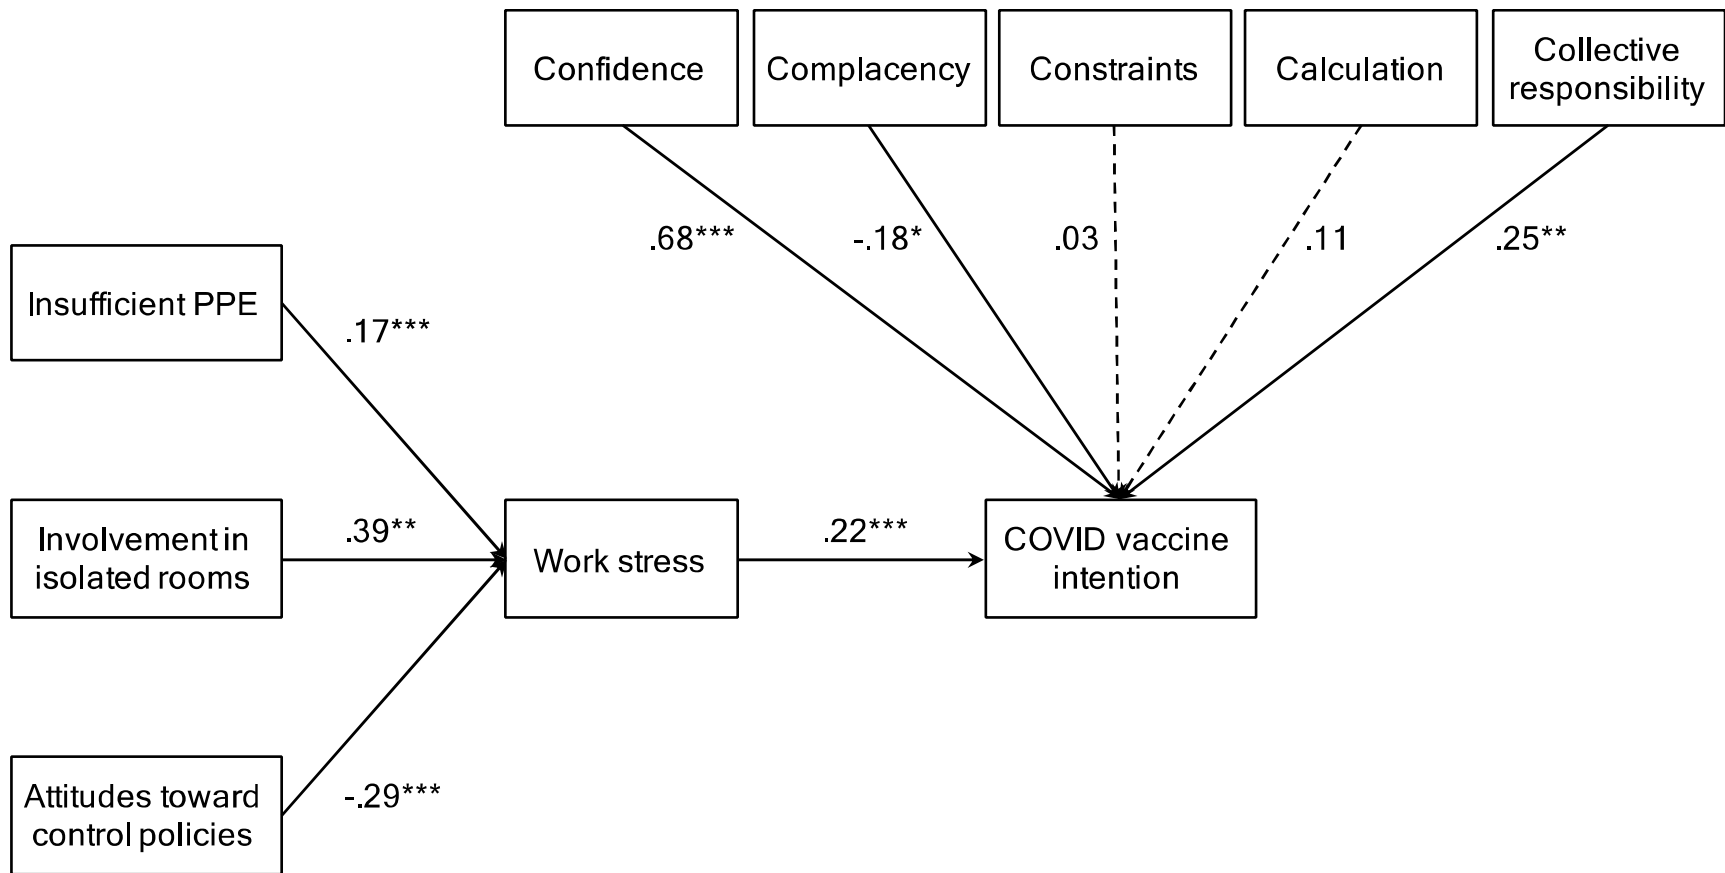 Confidence
Complacency
Constraints
Calculation
Collective
responsibility
.68***
-.18*
.03
.11
.25**
Insufficient PPE
.17***
Involvement in
isolated rooms
.39**
Work stress
.22***
COVID vaccine
intention
Attitudes toward
control policies
-.29***